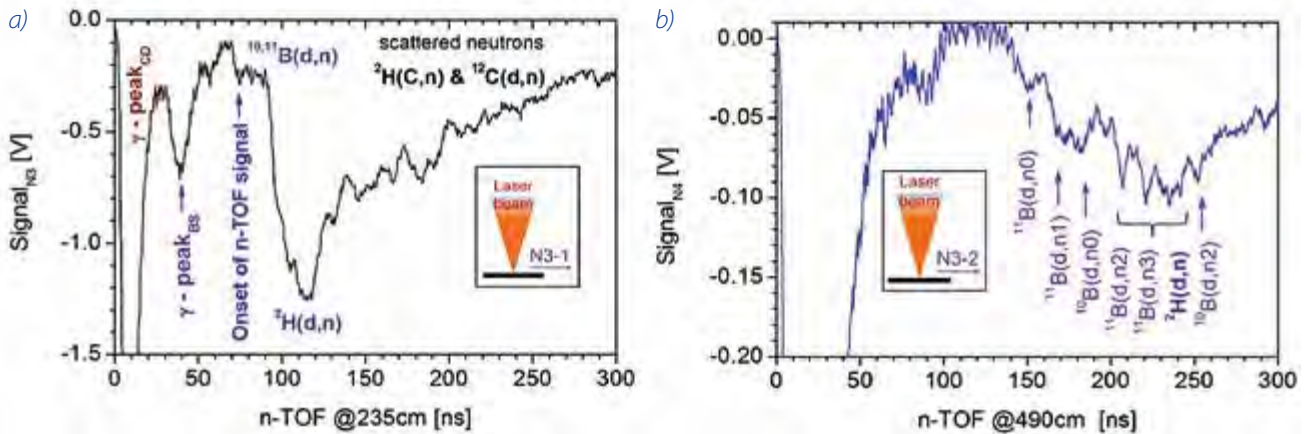 a)
Signal_N3 [V]
-0.0
-0.5
-1.0
-1.5
γ - peak_CD
γ - peak_BS
Onset of n-TOF signal
¹⁰,¹¹B(d,n)
scattered neutrons
²H(C,n) & ¹²C(d,n)
²H(d,n)
Laser
beam
N3-1
0 50 100 150 200 250 300
n-TOF @235cm [ns]
b)
Signal_N4 [V]
0.00
-0.05
-0.10
-0.15
-0.20
Laser
beam
N3-2
¹¹B(d,n0)
¹¹B(d,n1)
¹⁰B(d,n0)
¹¹B(d,n2)
¹¹B(d,n3)
²H(d,n)
¹⁰B(d,n2)
0 50 100 150 200 250 300
n-TOF @490cm [ns]